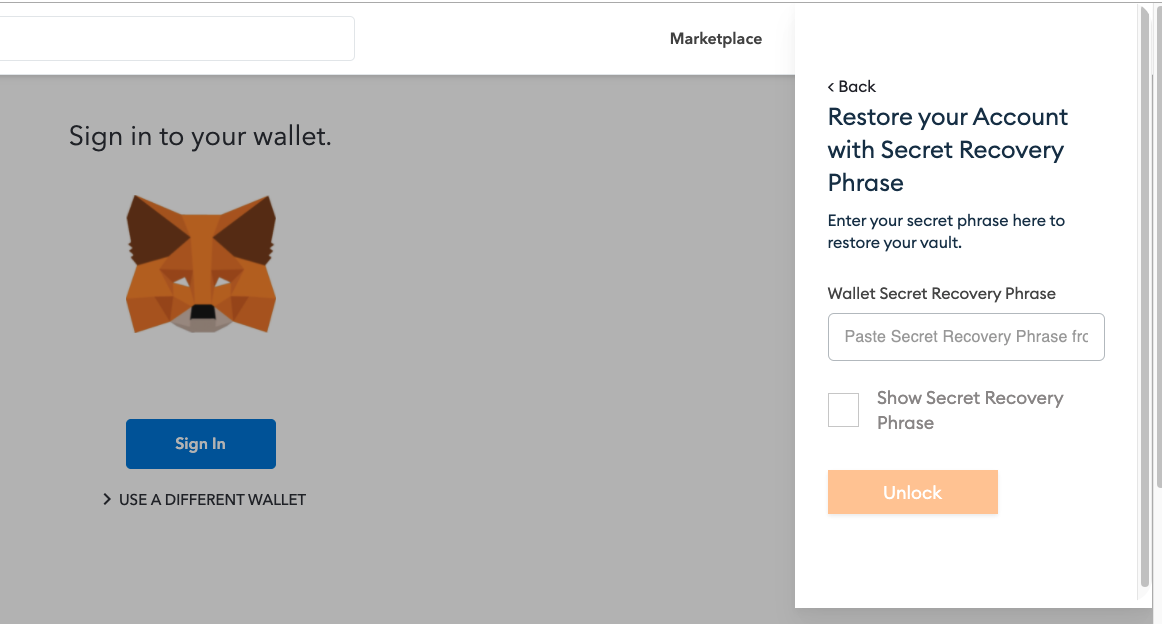 Marketplace
Sign in to your wallet.
Sign In
USE A DIFFERENT WALLET
< Back
Restore your Account
with Secret Recovery
Phrase
Enter your secret phrase here to
restore your vault.
Wallet Secret Recovery Phrase
Paste Secret Recovery Phrase frc
Show Secret Recovery
Phrase
Unlock